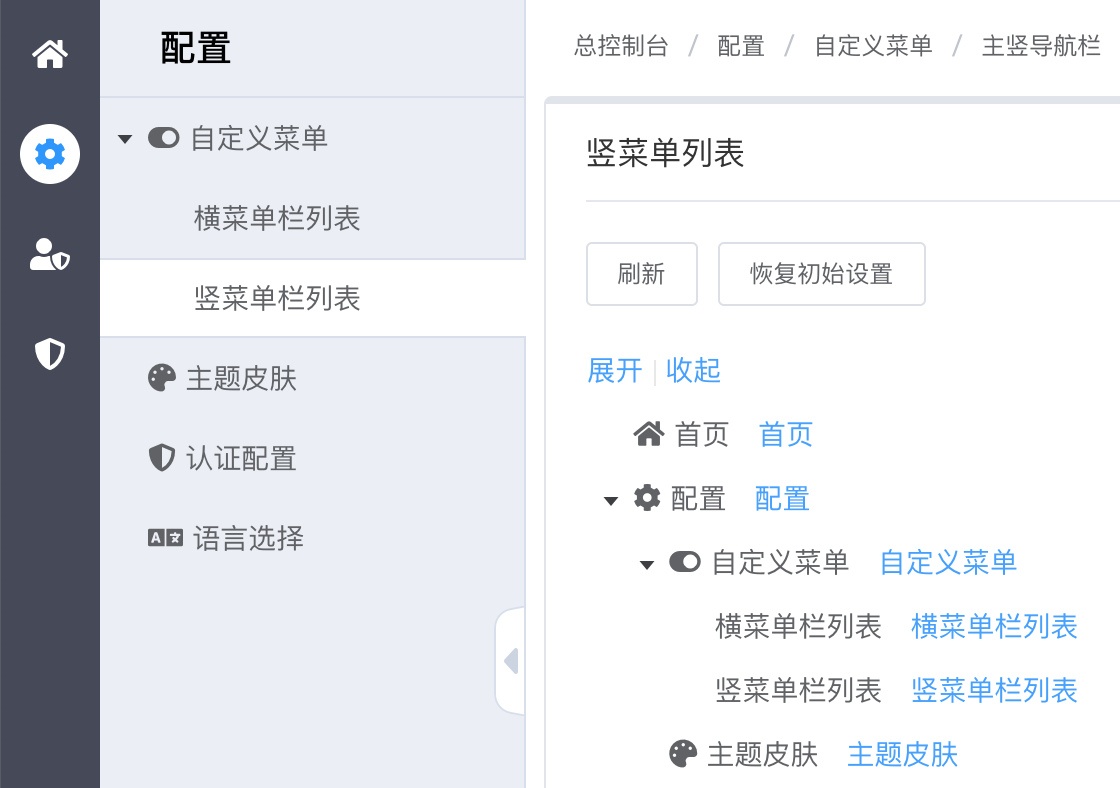 配置
自定义菜单
横菜单栏列表
竖菜单栏列表
主题皮肤
认证配置
A 文 语言选择
总控制台 / 配置 / 自定义菜单 / 主竖导航栏
竖菜单列表
刷新 恢复初始设置
展开 | 收起
首页 首页
配置 配置
自定义菜单 自定义菜单
横菜单栏列表 横菜单栏列表
竖菜单栏列表 竖菜单栏列表
主题皮肤 主题皮肤